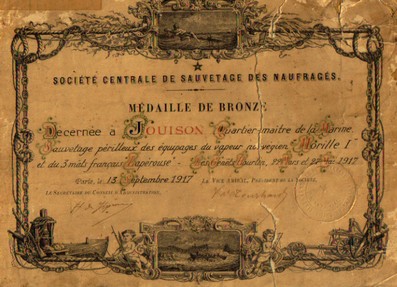 SOCIÉTÉ CENTRALE DE SAUVETAGE DES NAUFRAGÉS.
MÉDAILLE DE BRONZE
Décernée à JOUISON Quartier-maître de la Marine
Sauvetage périlleux des équipages du vapeur norvégien
et du 5 mâts français Lapérouse 1917
Paris, le 15 Septembre 1917
LE SECRÉTAIRE DU CONSEIL D'ADMINISTRATION, LE VICE AMIRAL, PRÉSIDENT DE LA SOCIÉTÉ,